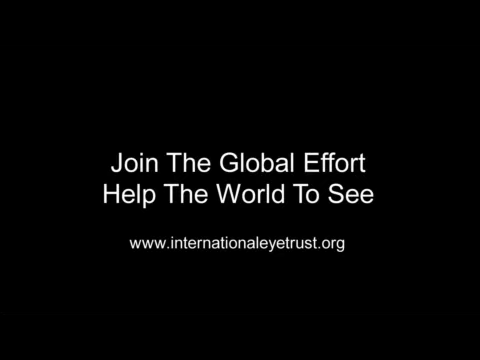 Join The Global Effort
Help The World To See
www.internationaleyetrust.org